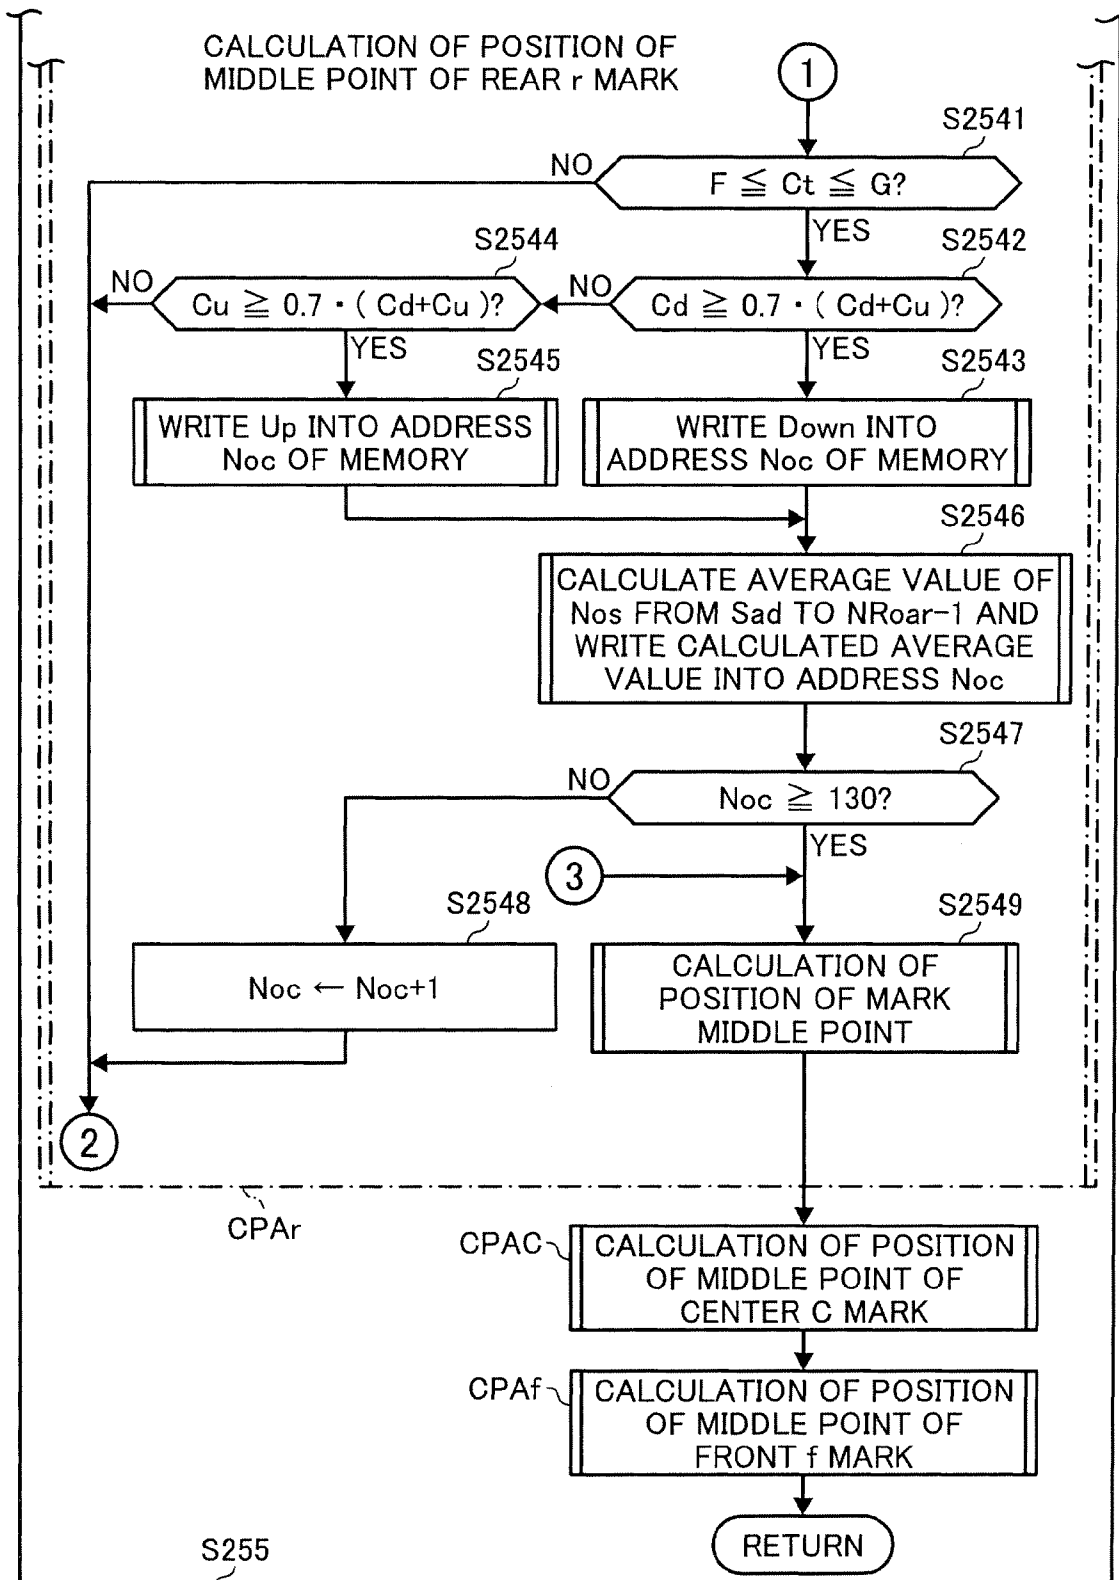 CALCULATION OF POSITION OF
MIDDLE POINT OF REAR r MARK
1
S2541
F ≦ Ct ≦ G?
NO
YES
S2544
S2542
Cu ≧ 0.7・( Cd+Cu )?
NO
YES
Cd ≧ 0.7・( Cd+Cu )?
NO
YES
S2545
S2543
WRITE Up INTO ADDRESS
Noc OF MEMORY
WRITE Down INTO
ADDRESS Noc OF MEMORY
S2546
CALCULATE AVERAGE VALUE OF
Nos FROM Sad TO NRoar-1 AND
WRITE CALCULATED AVERAGE
VALUE INTO ADDRESS Noc
S2547
Noc ≧ 130?
NO
YES
3
S2548
S2549
Noc ← Noc+1
CALCULATION OF
POSITION OF MARK
MIDDLE POINT
2
CPAr
CPAC
CALCULATION OF POSITION
OF MIDDLE POINT OF
CENTER C MARK
CPAf
CALCULATION OF POSITION
OF MIDDLE POINT OF
FRONT f MARK
RETURN
S255